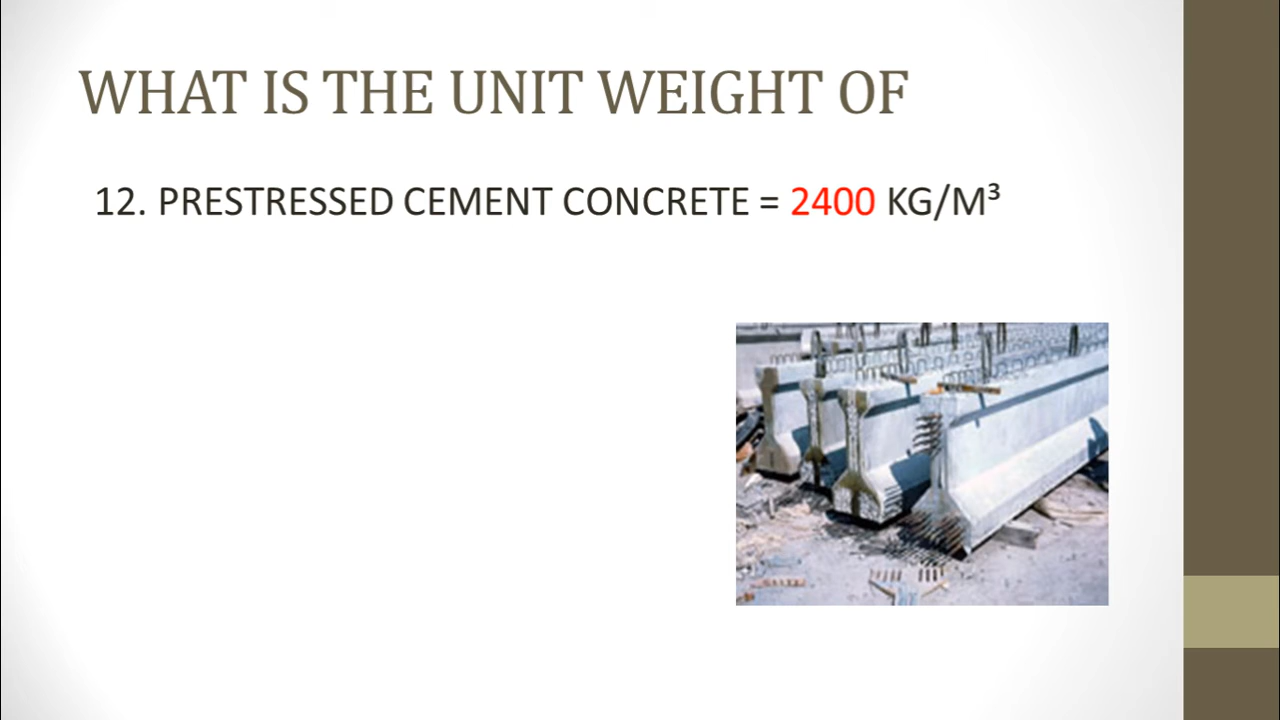 WHAT IS THE UNIT WEIGHT OF
12. PRESTRESSED CEMENT CONCRETE = 2400 KG/M³